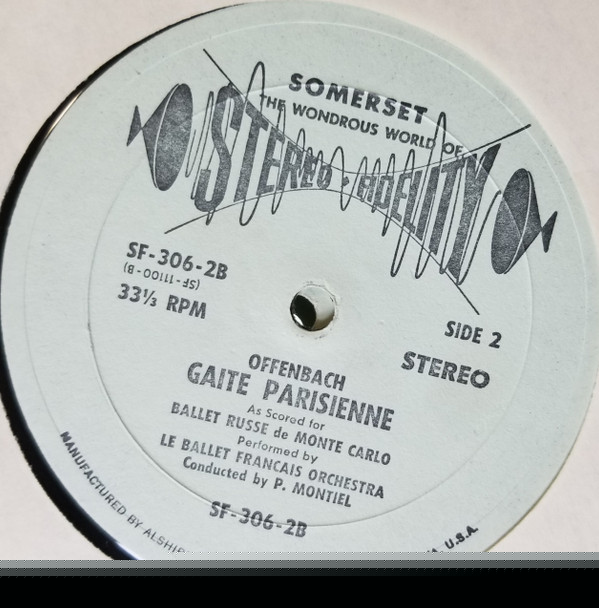 SOMERSET
THE WONDROUS WORLD OF
STEREO - FIDELITY
SF-306-2B
(SF-11100-B)
33⅓ RPM
SIDE 2
STEREO
OFFENBACH
GAITE PARISIENNE
As Scored for
BALLET RUSSE de MONTE CARLO
Performed by
LE BALLET FRANCAIS ORCHESTRA
Conducted by P. MONTIEL
SF-306-2B
MANUFACTURED BY
U.S.A.